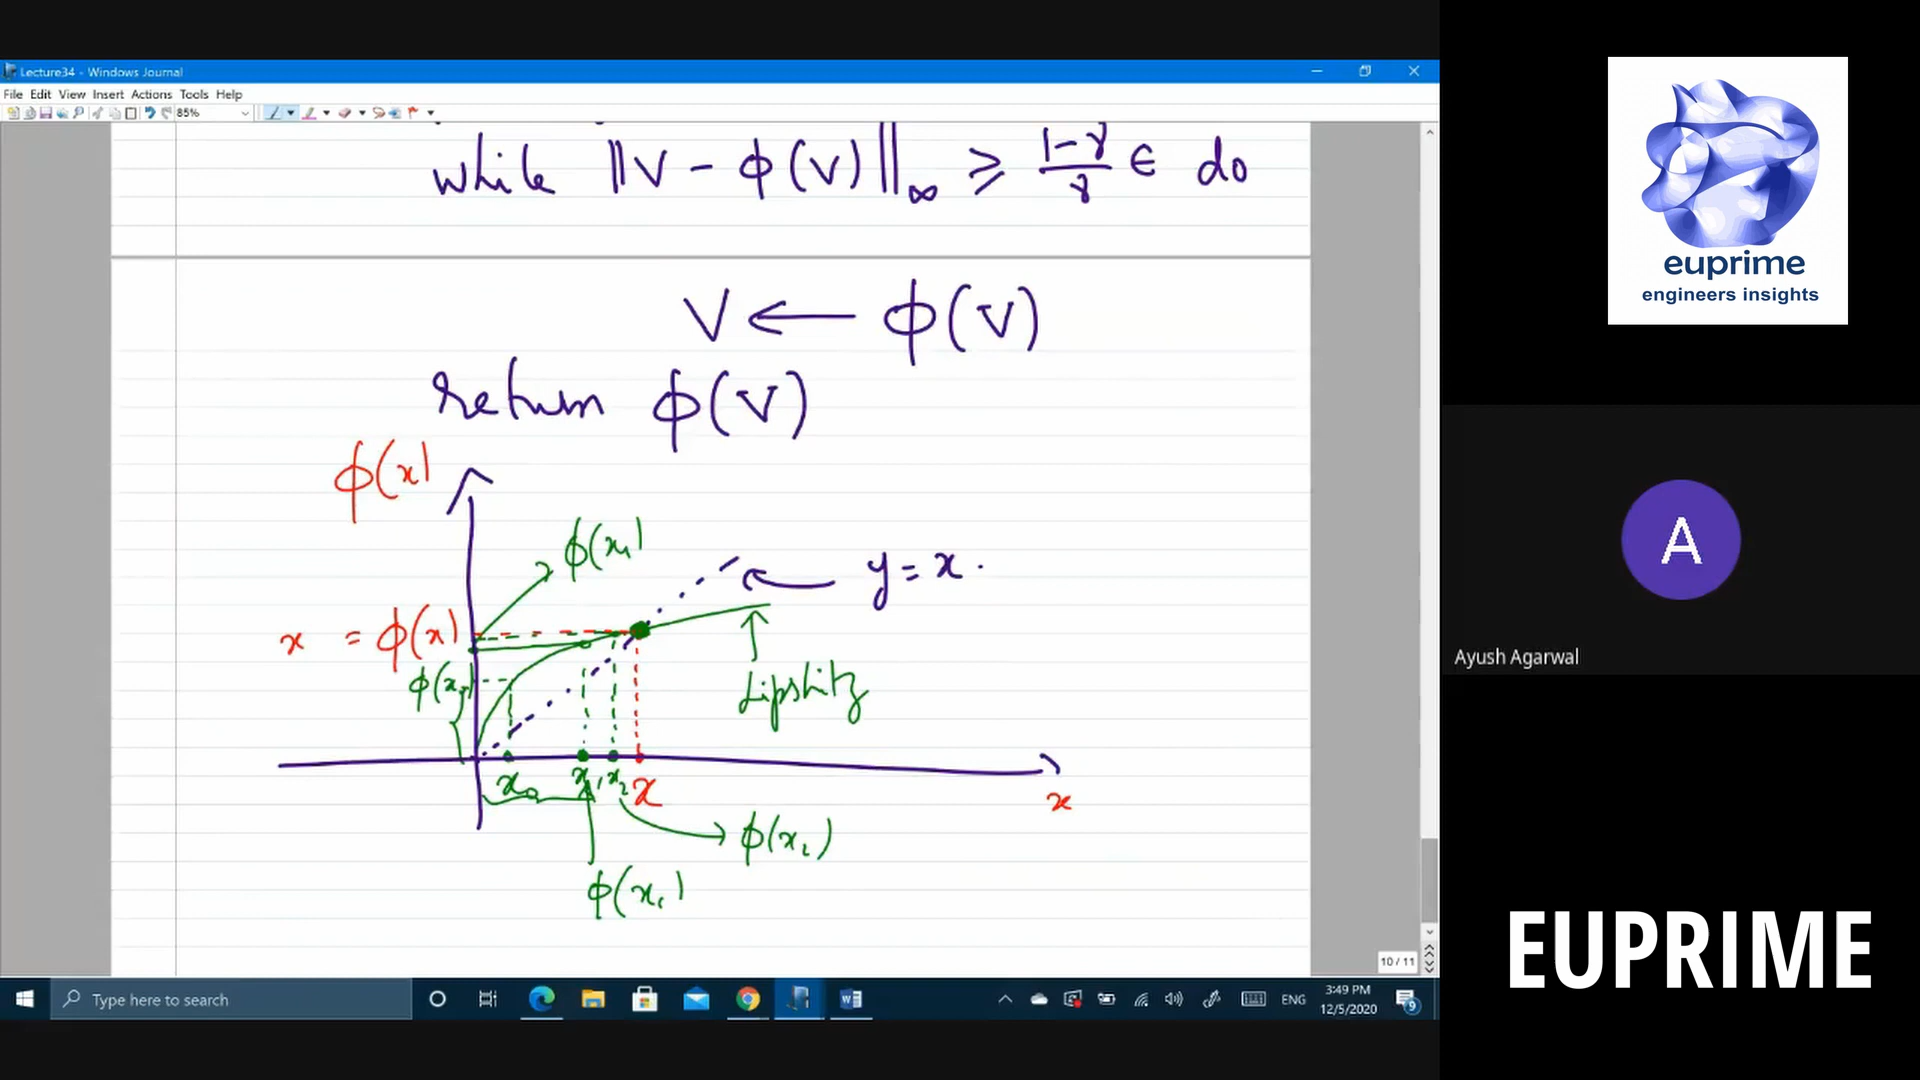 Lecture34 - Windows Journal
File Edit View Insert Actions Tools Help
85%
while ||V - φ(V)||∞ ⩾ 1-γ/γ ϵ do
V ← φ(V)
return φ(V)
φ(x)
φ(x1)
y = x.
x = φ(x)
φ(x0)
Lipshitz
x0 x1 x2 x
x
φ(x2)
φ(x1)
10 / 11
Type here to search
ENG
3:49 PM
12/5/2020
9
euprime
engineers insights
A
Ayush Agarwal
EUPRIME